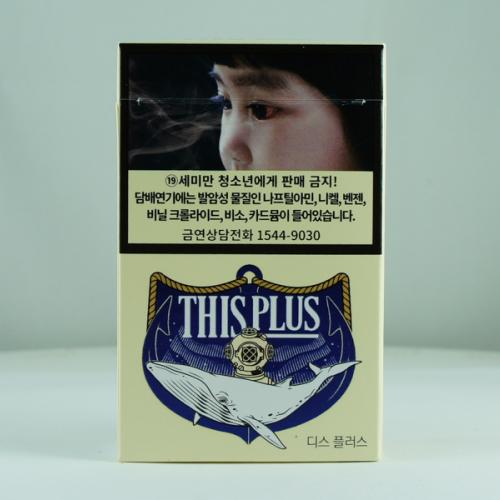 ⑲세미만 청소년에게 판매 금지!
담배연기에는 발암성 물질인 나프틸아민, 니켈, 벤젠,
비닐 크롤라이드, 비소, 카드뮴이 들어있습니다.
금연상담전화 1544-9030
THIS PLUS
디스 플러스